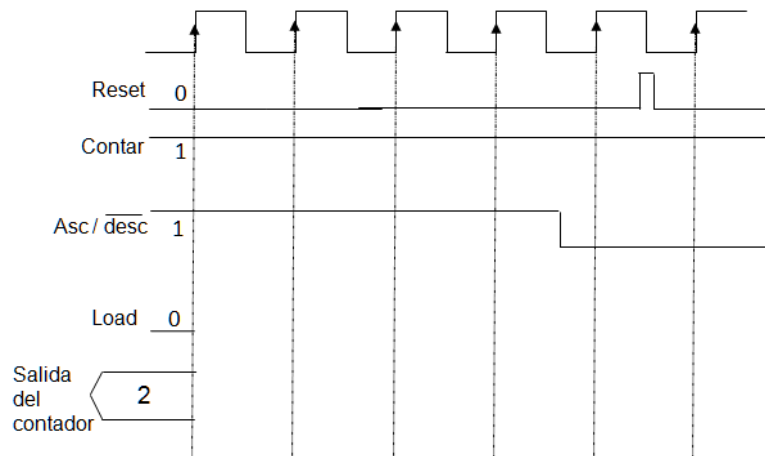 Reset 0
Contar 1
Asc / desc 1
Load 0
Salida
del
contador
2